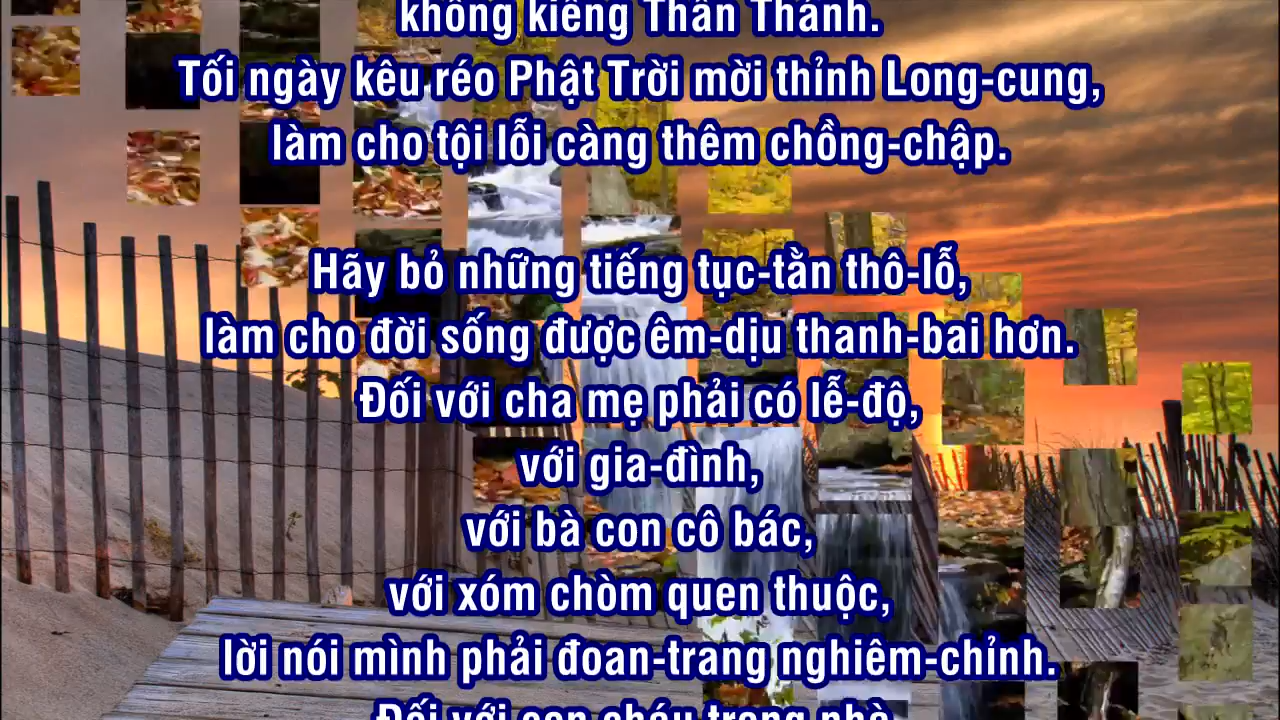 không kiêng Thần Thánh.
Tối ngày kêu réo Phật Trời mời thỉnh Long-cung,
làm cho tội lỗi càng thêm chồng-chập.
Hãy bỏ những tiếng tục-tằn thô-lỗ,
làm cho đời sống được êm-dịu thanh-bai hơn.
Đối với cha mẹ phải có lễ-độ,
với gia-đình,
với bà con cô bác,
với xóm chòm quen thuộc,
lời nói mình phải đoan-trang nghiêm-chỉnh.
Đối với con cháu trong nhà